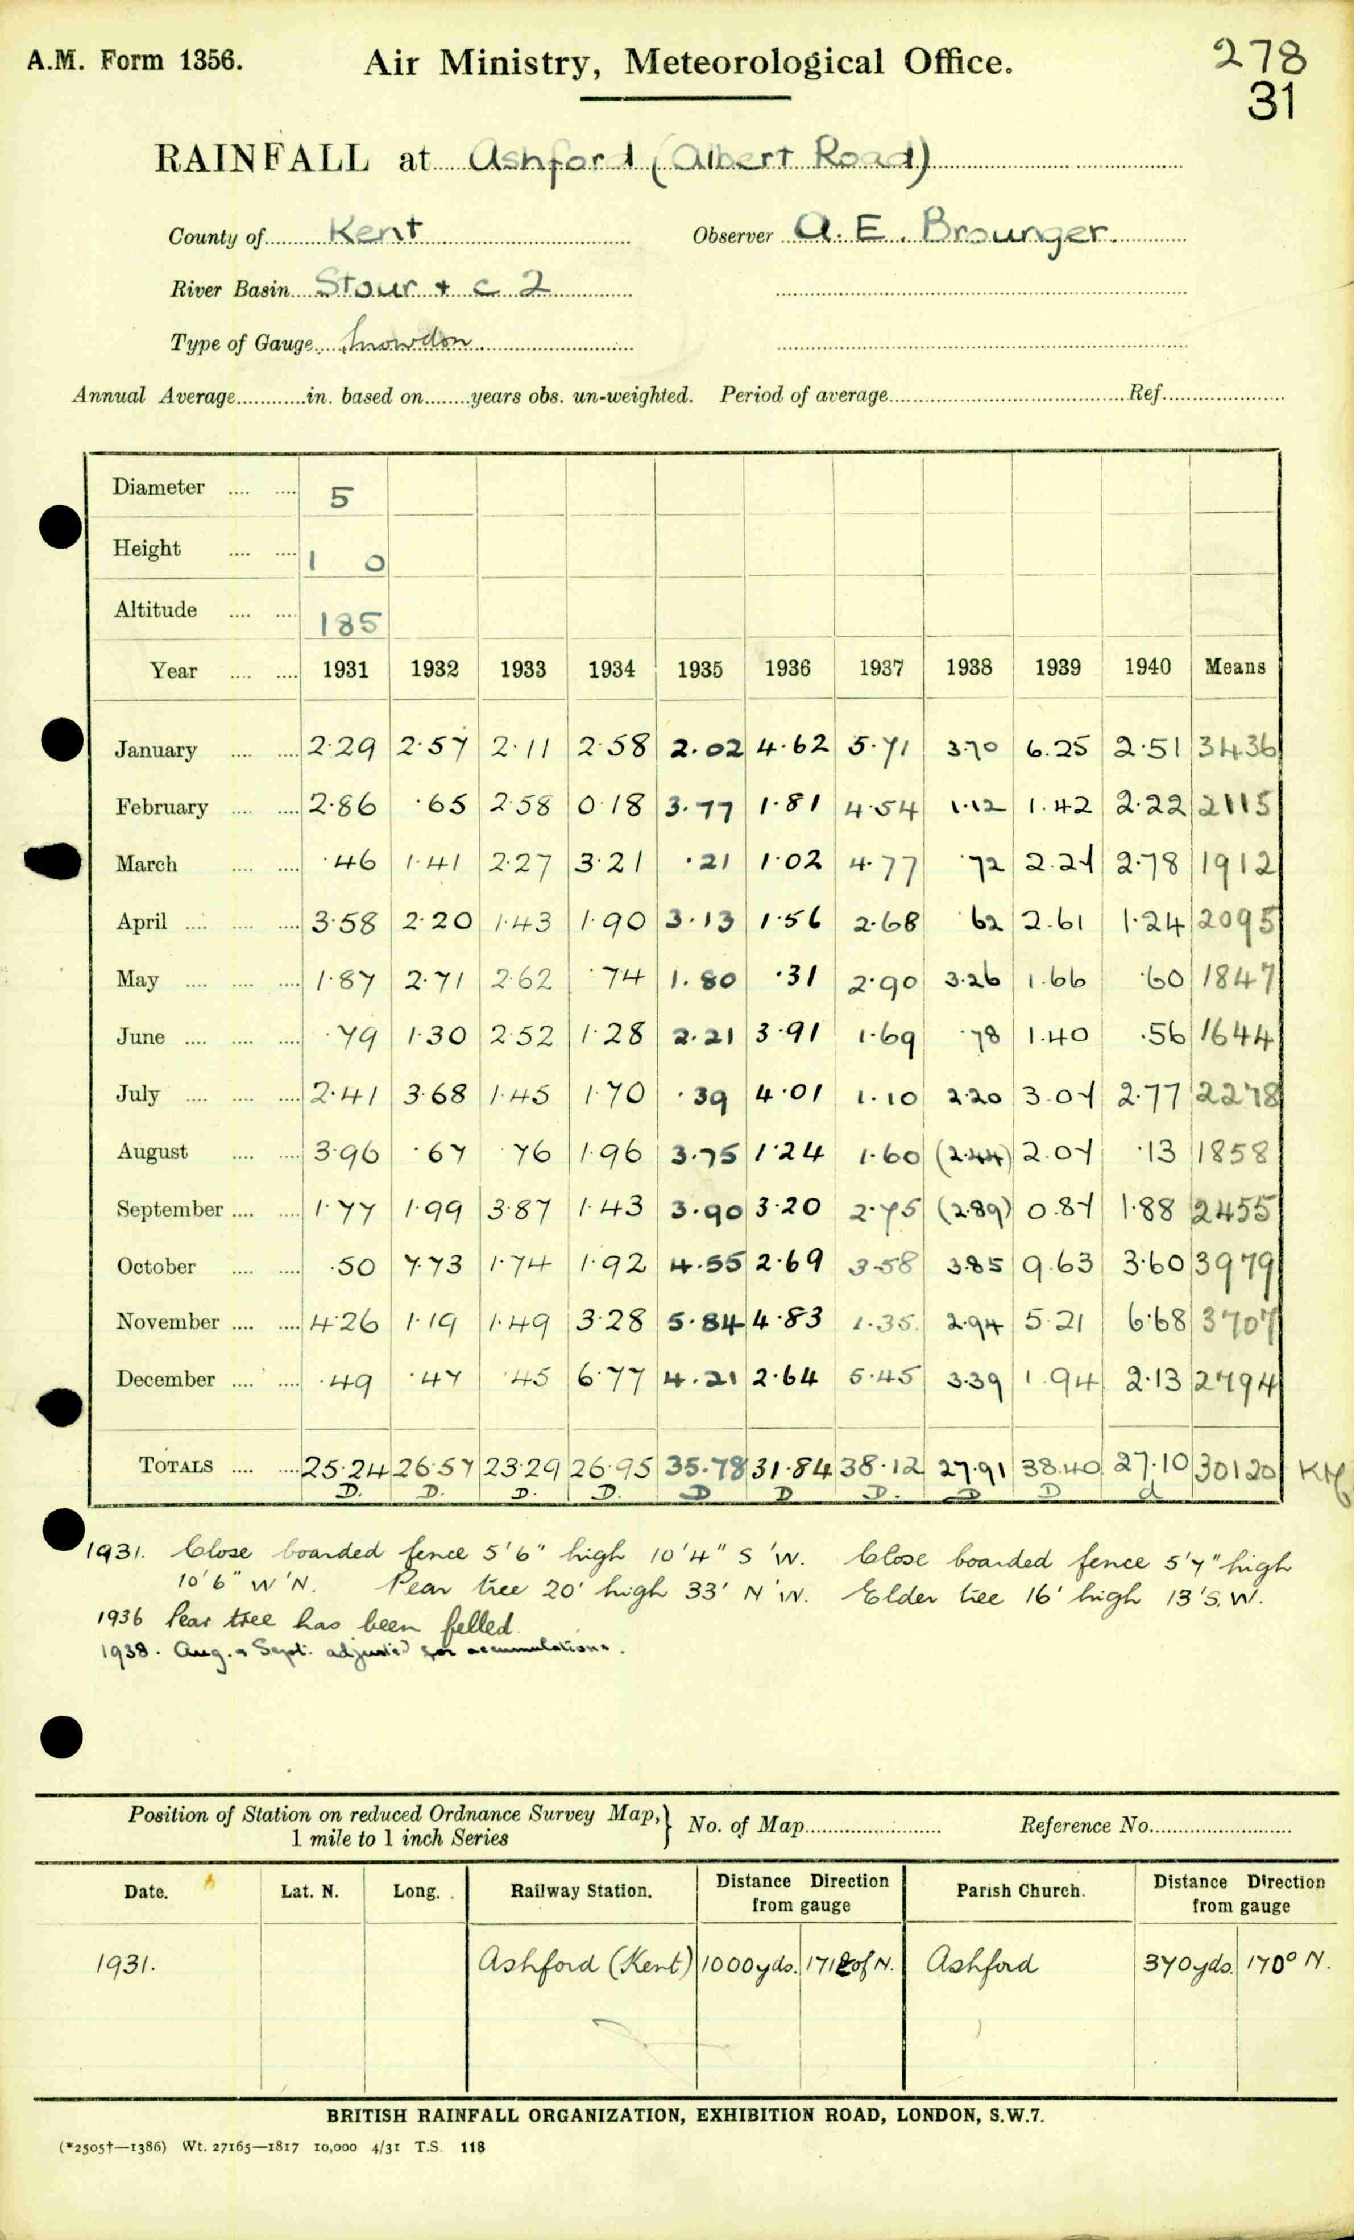 A.M. Form 1356.
Air Ministry, Meteorological Office.
278
31
RAINFALL at Ashford (Albert Road)
County of Kent Observer A. E. Brounger.
River Basin Stour + c 2
Type of Gauge Snowdon
Annual Average in. based on years obs. un-weighted. Period of average Ref.
Diameter 5
Height 1 0
Altitude 185
Year 1931 1932 1933 1934 1935 1936 1937 1938 1939 1940 Means
January 2.29 2.57 2.11 2.58 2.02 4.62 5.71 3.70 6.25 2.51 3436
February 2.86 .65 2.58 0.18 3.77 1.81 4.54 1.12 1.42 2.22 2115
March .46 1.41 2.27 3.21 .21 1.02 4.77 .72 2.27 2.78 1912
April 3.58 2.20 1.43 1.90 3.13 1.56 2.68 .62 2.61 1.24 2095
May 1.87 2.71 2.62 .74 1.80 .31 2.90 3.26 1.66 .60 1847
June .79 1.30 2.52 1.28 2.21 3.91 1.69 .78 1.40 .56 1644
July 2.41 3.68 1.45 1.70 .39 4.01 1.10 2.20 3.07 2.77 2278
August 3.96 .67 .76 1.96 3.75 1.24 1.60 (2.44) 2.07 .13 1858
September 1.77 1.99 3.87 1.43 3.90 3.20 2.75 (2.89) 0.87 1.88 2455
October .50 7.73 1.74 1.92 4.55 2.69 3.58 3.85 9.63 3.60 3979
November 4.26 1.19 1.49 3.28 5.84 4.83 1.35 2.94 5.21 6.68 3707
December .49 .47 .45 6.77 4.21 2.64 5.45 3.39 1.94 2.13 2794
TOTALS 25.24 26.57 23.29 26.95 35.78 31.84 38.12 27.91 38.40 27.10 30120
D. D. D. D. D D D. D D d
1931. Close boarded fence 5'6" high 10'4" S'W. Close boarded fence 5'7" high
10'6" W'N. Pear tree 20' high 33' N'W. Elder tree 16' high 13' S.W.
1936 Pear tree has been felled.
1938. Aug. & Sept. adjusted for accumulations.
Position of Station on reduced Ordnance Survey Map, 1 mile to 1 inch Series No. of Map Reference No.
Date. Lat. N. Long. Railway Station. Distance Direction from gauge Parish Church. Distance Direction from gauge
1931. Ashford (Kent) 1000yds. of N. Ashford 370yds. 170° N.
BRITISH RAINFALL ORGANIZATION, EXHIBITION ROAD, LONDON, S.W.7.
(*2505†—1386) Wt. 27165—1817 10,000 4/31 T.S. 118